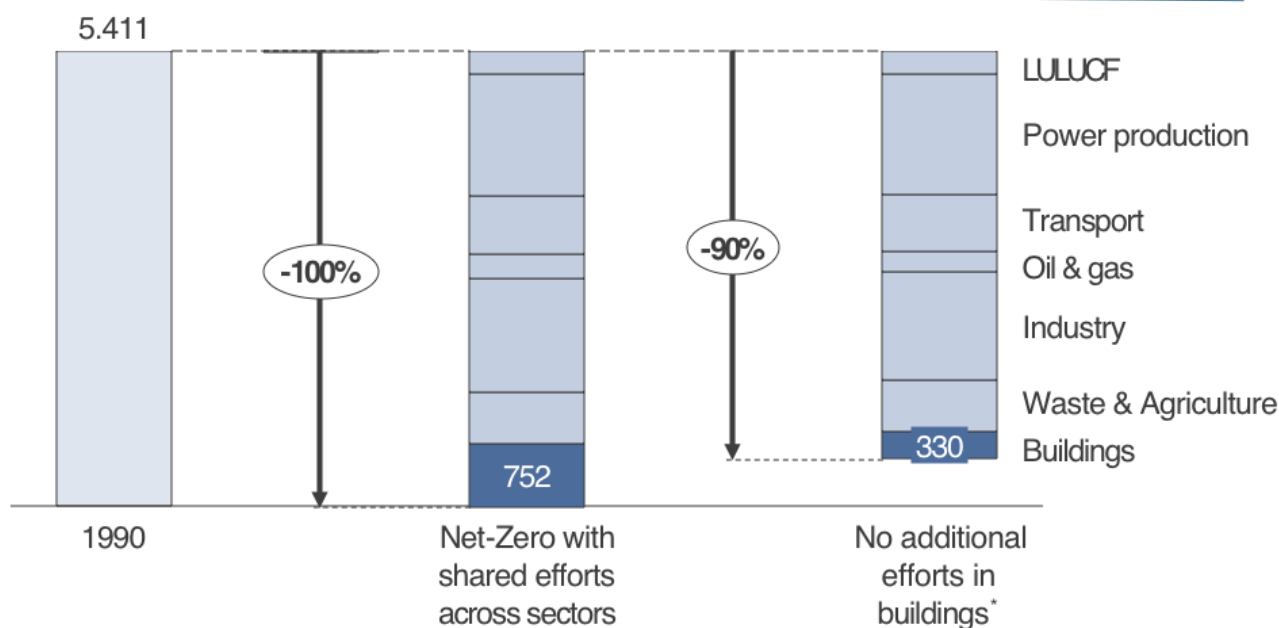 5.411
LULUCF
Power production
Transport
-90%
-100%
Oil & gas
Industry
Waste & Agriculture
330
Buildings
752
1990
Net-Zero with
shared efforts
across sectors
No additional
efforts in
buildings*